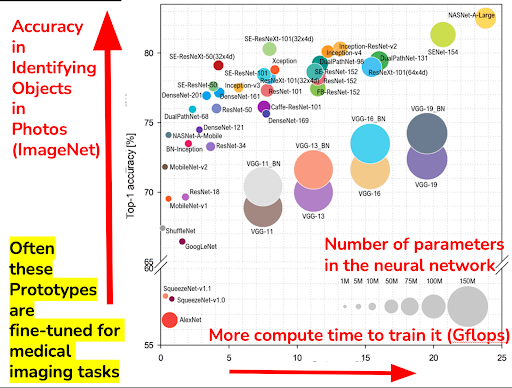 Accuracy
in
Identifying
Objects
in
Photos
(ImageNet)
Often
these
Prototypes
are
fine-tuned for
medical
imaging tasks
Top-1 accuracy [%]
80
75
70
65
60
55
0
5
10
15
20
25
NASNet-A-Large
SE-ResNeXt-101(32x4d)
Inception-ResNet-v2
SENet-154
SE-ResNeXt-50(32x4d)
Xception
Inception-v4
DualPathNet-98
DualPathNet-131
SE-ResNet-101
SE-ResNet-152
ResNeXt-101(64x4d)
SE-ResNet-50
Inception-v3
ResNeXt-101(32x4d)
ResNet-152
FB-ResNet-152
DenseNet-201
DenseNet-161
ResNet-101
ResNet-50
Caffe-ResNet-101
VGG-19_BN
DualPathNet-68
DenseNet-169
VGG-16_BN
DenseNet-121
NASNet-A-Mobile
BN-Inception
ResNet-34
VGG-11_BN
VGG-13_BN
MobileNet-v2
VGG-16
VGG-19
ResNet-18
MobileNet-v1
VGG-13
VGG-11
ShuffleNet
GoogLeNet
Number of parameters
in the neural network
1M 5M 10M 50M 75M 100M 150M
SqueezeNet-v1.1
SqueezeNet-v1.0
AlexNet
More compute time to train it (Gflops)